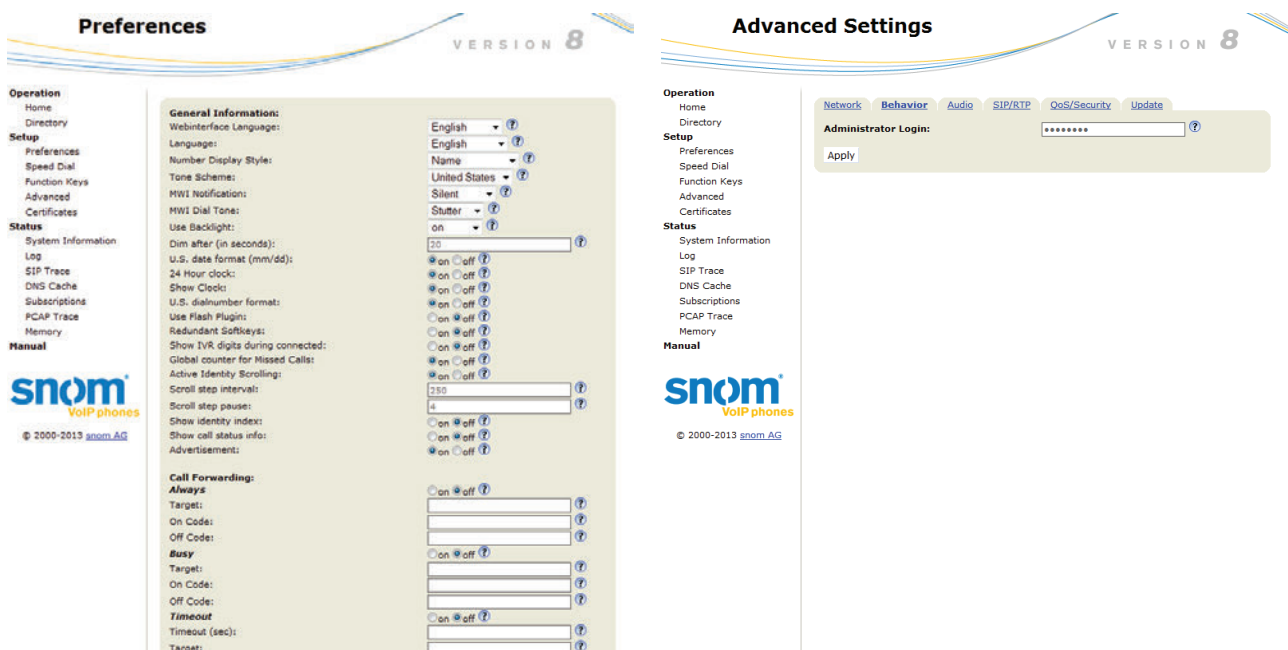 Preferences
VERSION 8
Operation
Home
Directory
Setup
Preferences
Speed Dial
Function Keys
Advanced
Certificates
Status
System Information
Log
SIP Trace
DNS Cache
Subscriptions
PCAP Trace
Memory
Manual
snom
VoIP phones
© 2000-2013 snom AG
General Information:
Webinterface Language: English ?
Language: English ?
Number Display Style: Name ?
Tone Scheme: United States ?
MWI Notification: Silent ?
MWI Dial Tone: Stutter ?
Use Backlight: on ?
Dim after (in seconds): 20 ?
U.S. date format (mm/dd): on off ?
24 Hour clock: on off ?
Show Clock: on off ?
U.S. dialnumber format: on off ?
Use Flash Plugin: on off ?
Redundant Softkeys: on off ?
Show IVR digits during connected: on off ?
Global counter for Missed Calls: on off ?
Active Identity Scrolling: on off ?
Scroll step interval: 250 ?
Scroll step pause: 4 ?
Show identity index: on off ?
Show call status info: on off ?
Advertisement: on off ?
Call Forwarding:
Always on off ?
Target: ?
On Code: ?
Off Code: ?
Busy on off ?
Target: ?
On Code: ?
Off Code: ?
Timeout on off ?
Timeout (sec): ?
Target: ?
Advanced Settings
VERSION 8
Operation
Home
Directory
Setup
Preferences
Speed Dial
Function Keys
Advanced
Certificates
Status
System Information
Log
SIP Trace
DNS Cache
Subscriptions
PCAP Trace
Memory
Manual
snom
VoIP phones
© 2000-2013 snom AG
Network Behavior Audio SIP/RTP QoS/Security Update
Administrator Login: •••••••• ?
Apply